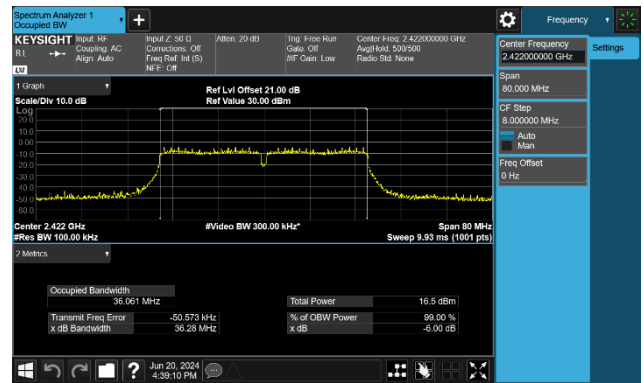 Spectrum Analyzer 1
Occupied BW
Frequency
KEYSIGHT
Input: RF
Input Z: 50 Ω
Atten: 20 dB
Trig: Free Run
Center Freq: 2.422000000 GHz
RL
Coupling: AC
Corrections: Off
Gate: Off
Avg|Hold: 500/500
Align: Auto
Freq Ref: Int (S)
#IF Gain: Low
Radio Std: None
NFE: Off
LXI
Center Frequency
2.422000000 GHz
Settings
Span
80.000 MHz
CF Step
8.000000 MHz
Auto
Man
Freq Offset
0 Hz
1 Graph
Ref Lvl Offset 21.00 dB
Scale/Div 10.0 dB
Ref Value 30.00 dBm
Log
20.0
10.0
0.00
-10.0
-20.0
-30.0
-40.0
-50.0
-60.0
Center 2.422 GHz
#Video BW 300.00 kHz*
Span 80 MHz
#Res BW 100.00 kHz
Sweep 9.93 ms (1001 pts)
2 Metrics
Occupied Bandwidth
36.061 MHz
Total Power
16.5 dBm
Transmit Freq Error
-50.573 kHz
% of OBW Power
99.00 %
x dB Bandwidth
36.28 MHz
x dB
-6.00 dB
?
Jun 20, 2024
4:39:10 PM